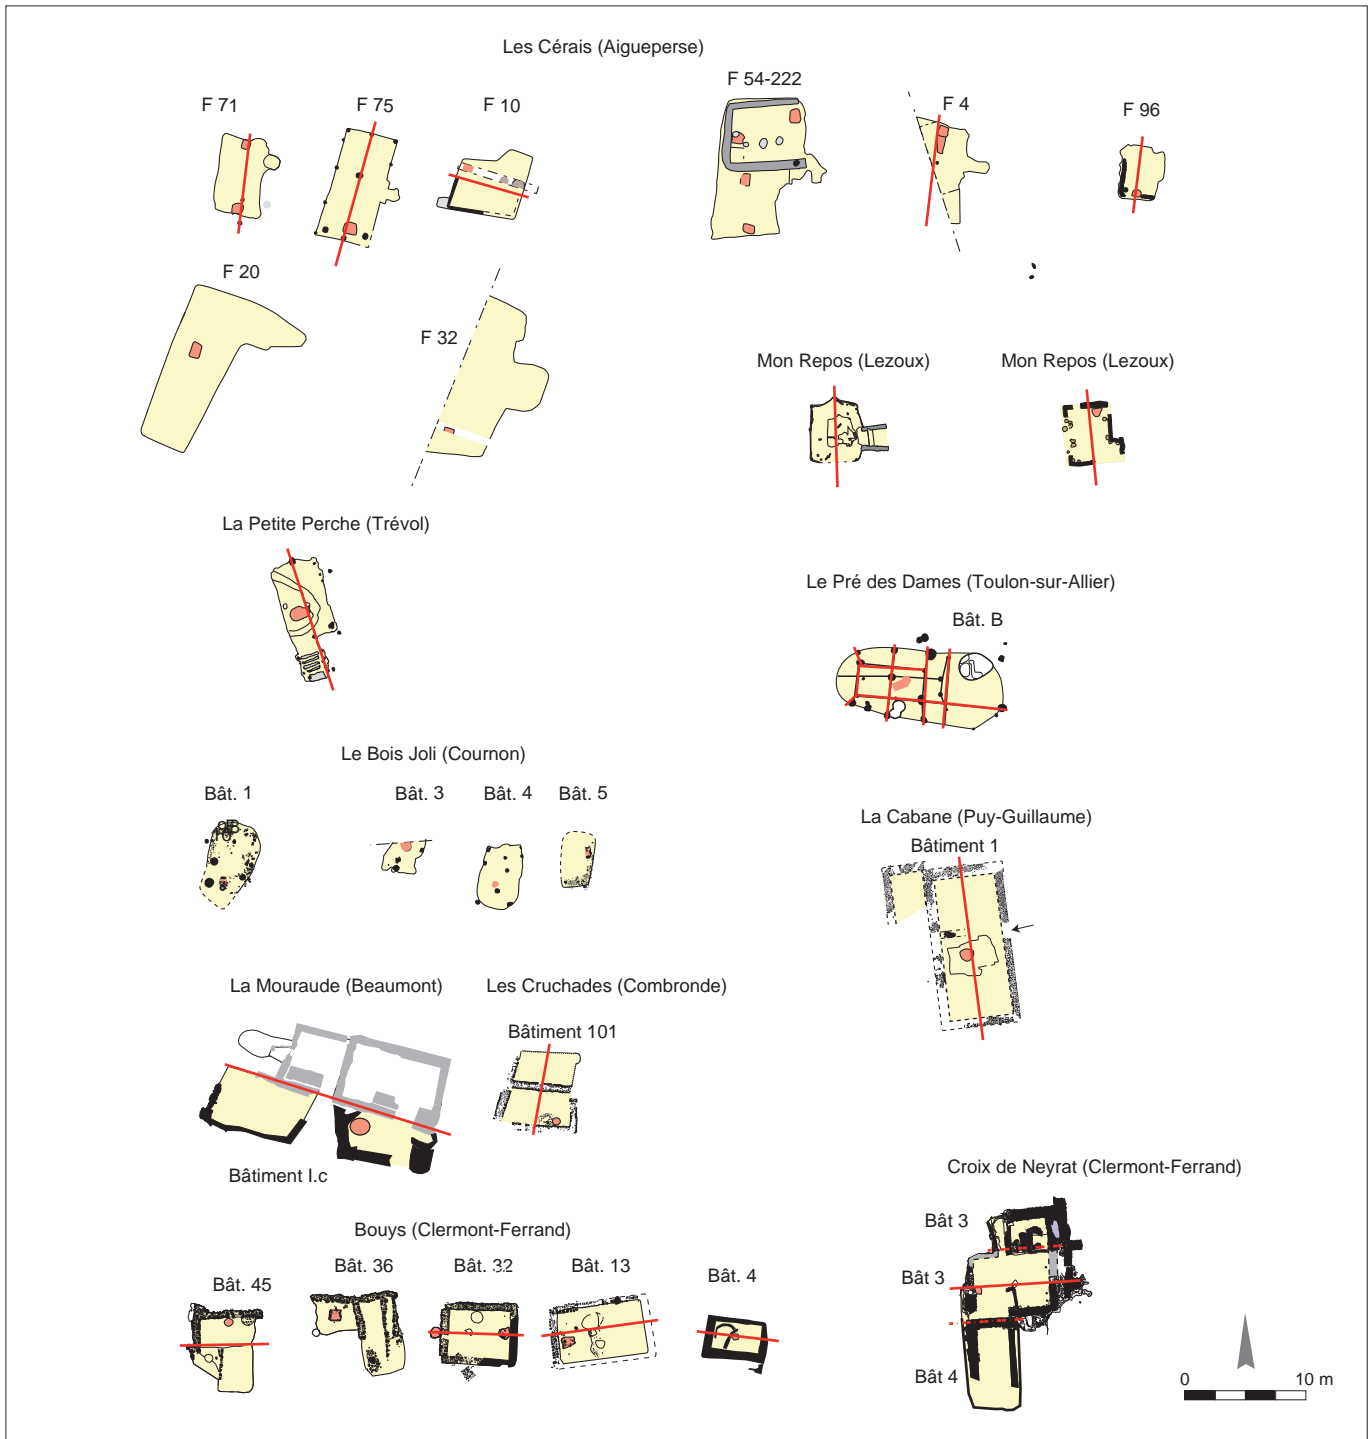 Les Cérais (Aigueperse)
F 71
F 75
F 10
F 54-222
F 4
F 96
F 20
F 32
Mon Repos (Lezoux)
Mon Repos (Lezoux)
La Petite Perche (Trévol)
Le Pré des Dames (Toulon-sur-Allier)
Bât. B
Le Bois Joli (Cournon)
Bât. 1
Bât. 3
Bât. 4
Bât. 5
La Cabane (Puy-Guillaume)
Bâtiment 1
La Mouraude (Beaumont)
Bâtiment I.c
Les Cruchades (Combronde)
Bâtiment 101
Croix de Neyrat (Clermont-Ferrand)
Bât 3
Bât 3
Bât 4
Bouys (Clermont-Ferrand)
Bât. 45
Bât. 36
Bât. 32
Bât. 13
Bât. 4
0 10 m